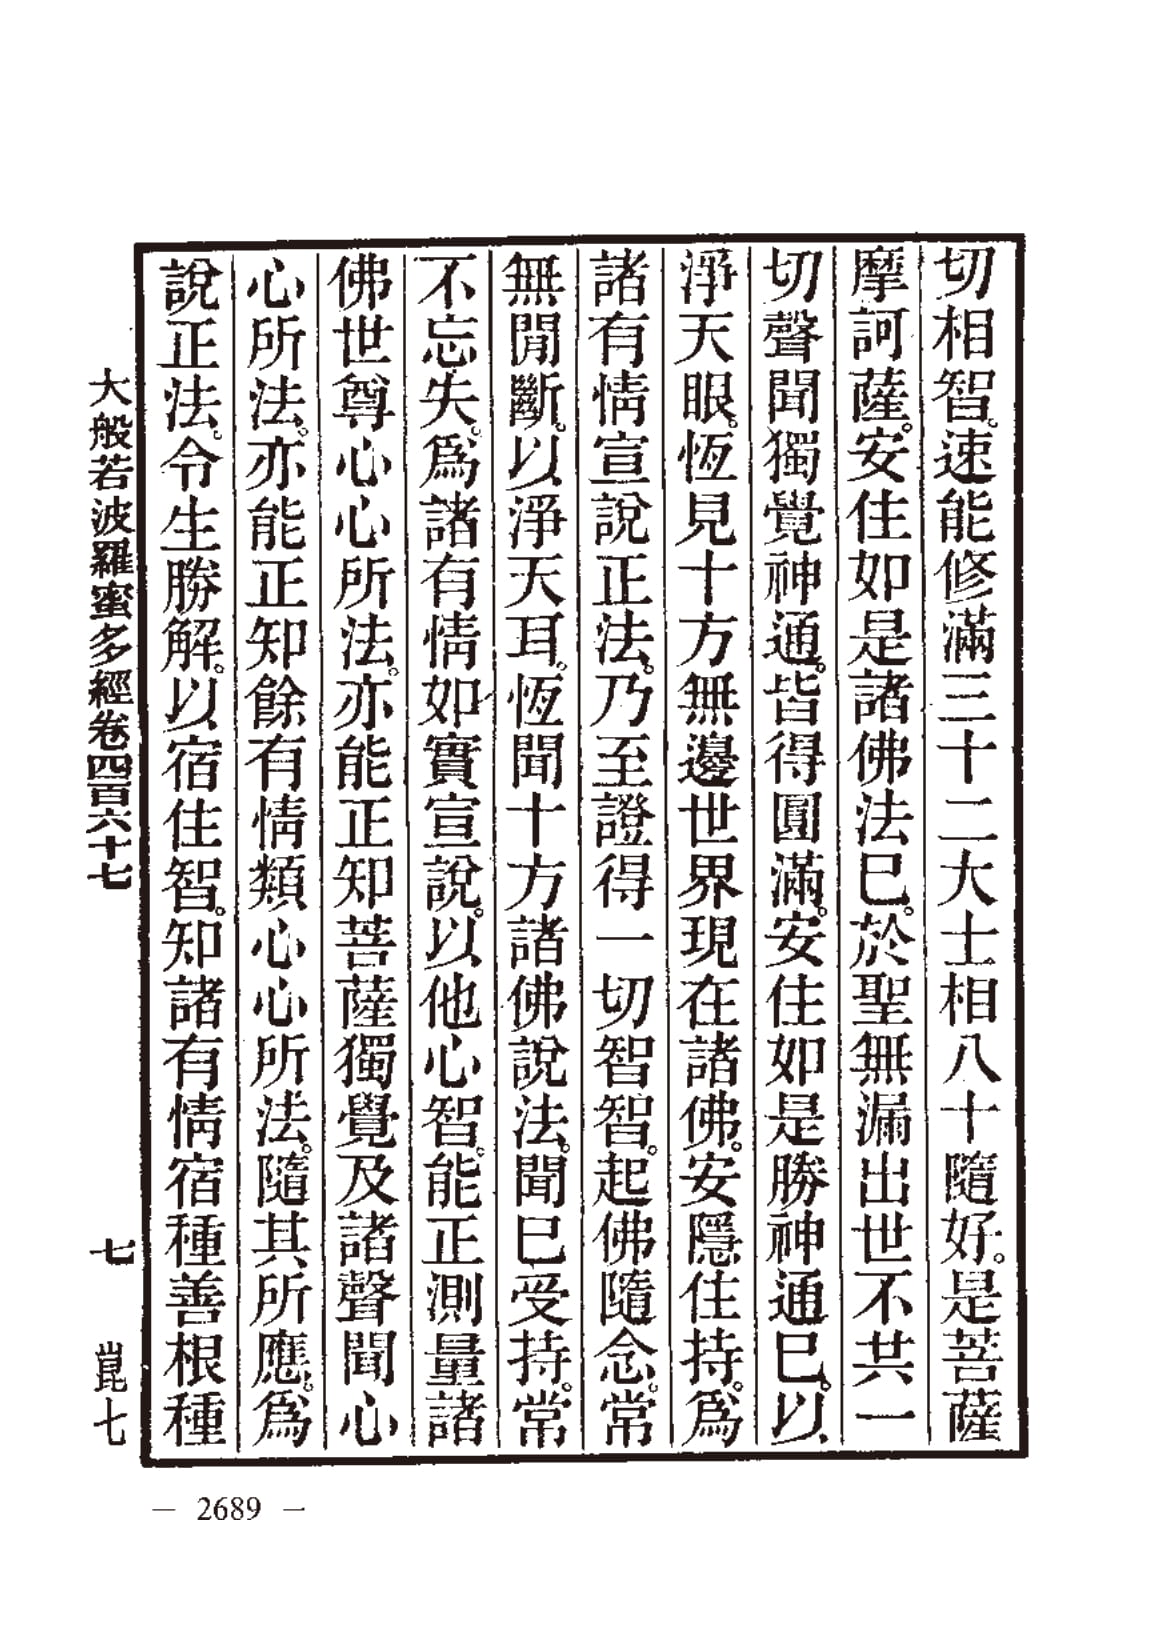 切相智。速能修滿三十二大士相八十隨好。是菩薩
摩訶薩。安住如是諸佛法已。於聖無漏出世不共一
切聲聞獨覺神通。皆得圓滿。安住如是勝神通已。以
淨天眼。恆見十方無邊世界現在諸佛。安隱住持。為
諸有情宣說正法。乃至證得一切智智。起佛隨念。常
無閒斷。以淨天耳。恆聞十方諸佛說法。聞已受持。常
不忘失。為諸有情如實宣說。以他心智。能正測量諸
佛世尊心心所法。亦能正知菩薩獨覺及諸聲聞心
心所法。亦能正知餘有情類心心所法。隨其所應。為
說正法。令生勝解。以宿住智。知諸有情宿種善根種
大般若波羅蜜多經卷四百六十七 七 崑七
— 2689 —